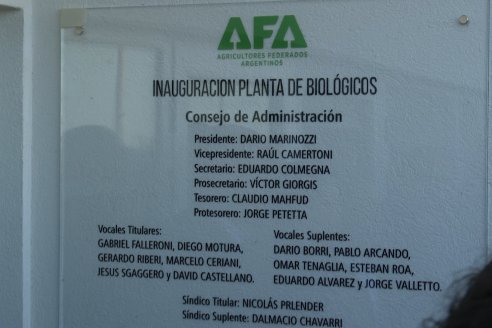 AFA
AGRICULTORES FEDERADOS
ARGENTINOS
INAUGURACION PLANTA DE BIOLÓGICOS
Consejo de Administración
Presidente: DARIO MARINOZZI
Vicepresidente: RAÚL CAMERTONI
Secretario: EDUARDO COLMEGNA
Prosecretario: VÍCTOR GIORGIS
Tesorero: CLAUDIO MAHFUD
Protesorero: JORGE PETETTA
Vocales Titulares:
GABRIEL FALLERONI, DIEGO MOTURA,
GERARDO RIBERI, MARCELO CERIANI,
JESUS SGAGGERO y DAVID CASTELLANO.
Vocales Suplentes:
DARIO BORRI, PABLO ARCANDO,
OMAR TENAGLIA, ESTEBAN ROA,
EDUARDO ALVAREZ y JORGE VALLETTO.
Síndico Titular: NICOLÁS PRLENDER
Síndico Suplente: DALMACIO CHAVARRI